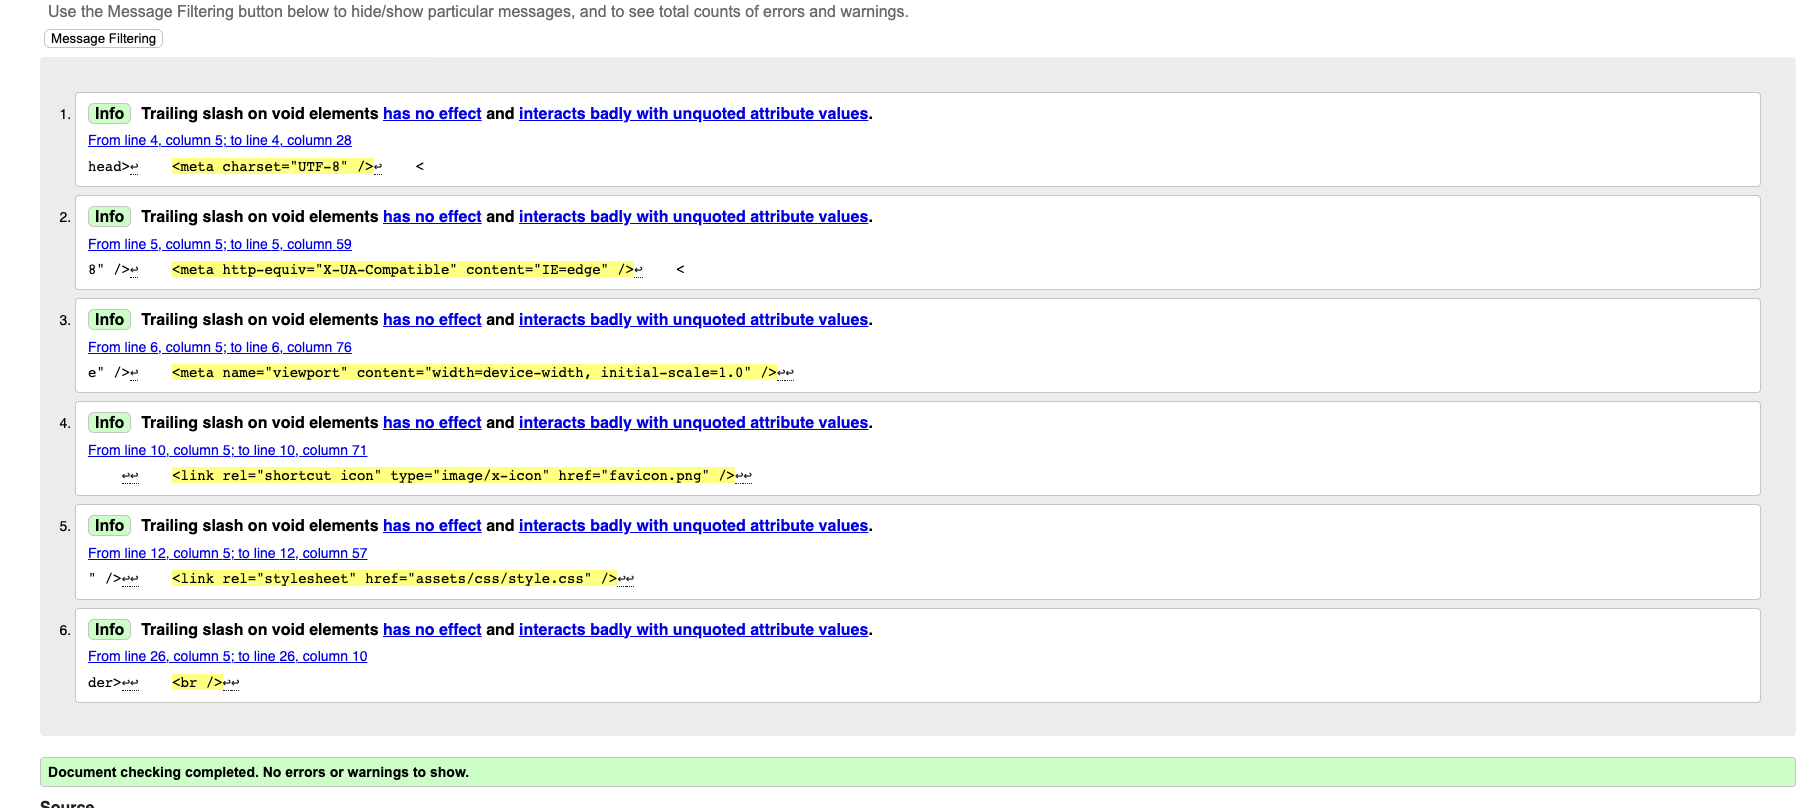 Use the Message Filtering button below to hide/show particular messages, and to see total counts of errors and warnings.
Message Filtering
1. Info Trailing slash on void elements has no effect and interacts badly with unquoted attribute values.
From line 4, column 5; to line 4, column 28
head>↩    <meta charset="UTF-8" />↩    <
2. Info Trailing slash on void elements has no effect and interacts badly with unquoted attribute values.
From line 5, column 5; to line 5, column 59
8" />↩    <meta http-equiv="X-UA-Compatible" content="IE=edge" />↩    <
3. Info Trailing slash on void elements has no effect and interacts badly with unquoted attribute values.
From line 6, column 5; to line 6, column 76
e" />↩    <meta name="viewport" content="width=device-width, initial-scale=1.0" />↩↩
4. Info Trailing slash on void elements has no effect and interacts badly with unquoted attribute values.
From line 10, column 5; to line 10, column 71
↩↩    <link rel="shortcut icon" type="image/x-icon" href="favicon.png" />↩↩
5. Info Trailing slash on void elements has no effect and interacts badly with unquoted attribute values.
From line 12, column 5; to line 12, column 57
" />↩↩    <link rel="stylesheet" href="assets/css/style.css" />↩↩
6. Info Trailing slash on void elements has no effect and interacts badly with unquoted attribute values.
From line 26, column 5; to line 26, column 10
der>↩↩    <br />↩↩
Document checking completed. No errors or warnings to show.
Source